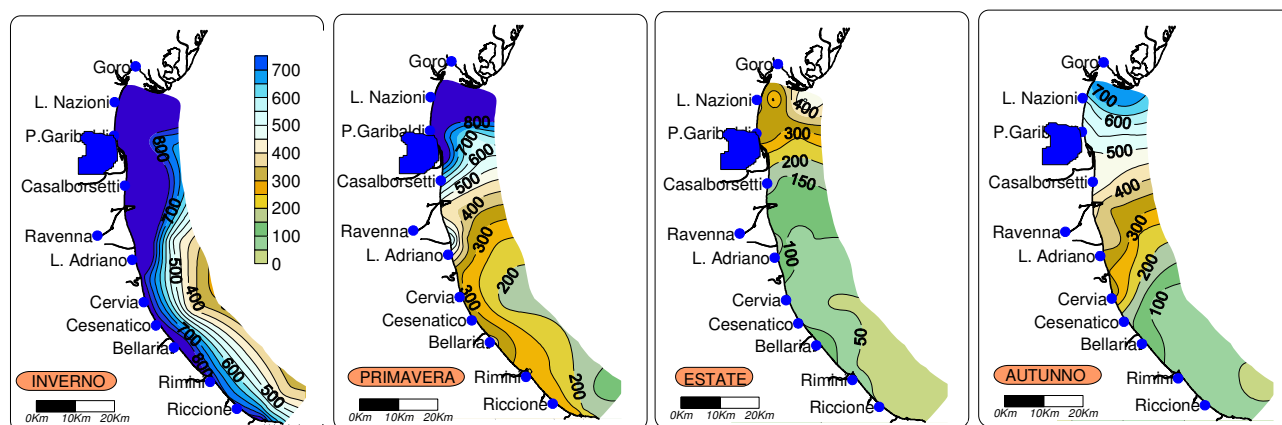 Goro
L. Nazioni
P.Garibaldi
800
Casalborsetti
700
Ravenna
L. Adriano
500
400
Cervia
Cesenatico
700
Bellaria
800
600
INVERNO
Rimini
500
Riccione
0Km 10Km 20Km
700
600
500
400
300
200
100
0
Goro
L. Nazioni
800
P.Garibaldi
700
600
Casalborsetti
500
400
Ravenna
300
L. Adriano
200
Cervia
300
Cesenatico
Bellaria
PRIMAVERA
Rimini
200
Riccione
0Km 10Km 20Km
Goro
L. Nazioni
400
P.Garibaldi
300
200
Casalborsetti
150
Ravenna
100
L. Adriano
Cervia
Cesenatico
50
Bellaria
ESTATE
Rimini
Riccione
0Km 10Km 20Km
Goro
700
L. Nazioni
600
P.Garib
500
Casalborsetti
400
Ravenna
300
L. Adriano
200
Cervia
100
Cesenatico
Bellaria
AUTUNNO
Rimini
Riccione
0Km 10Km 20Km